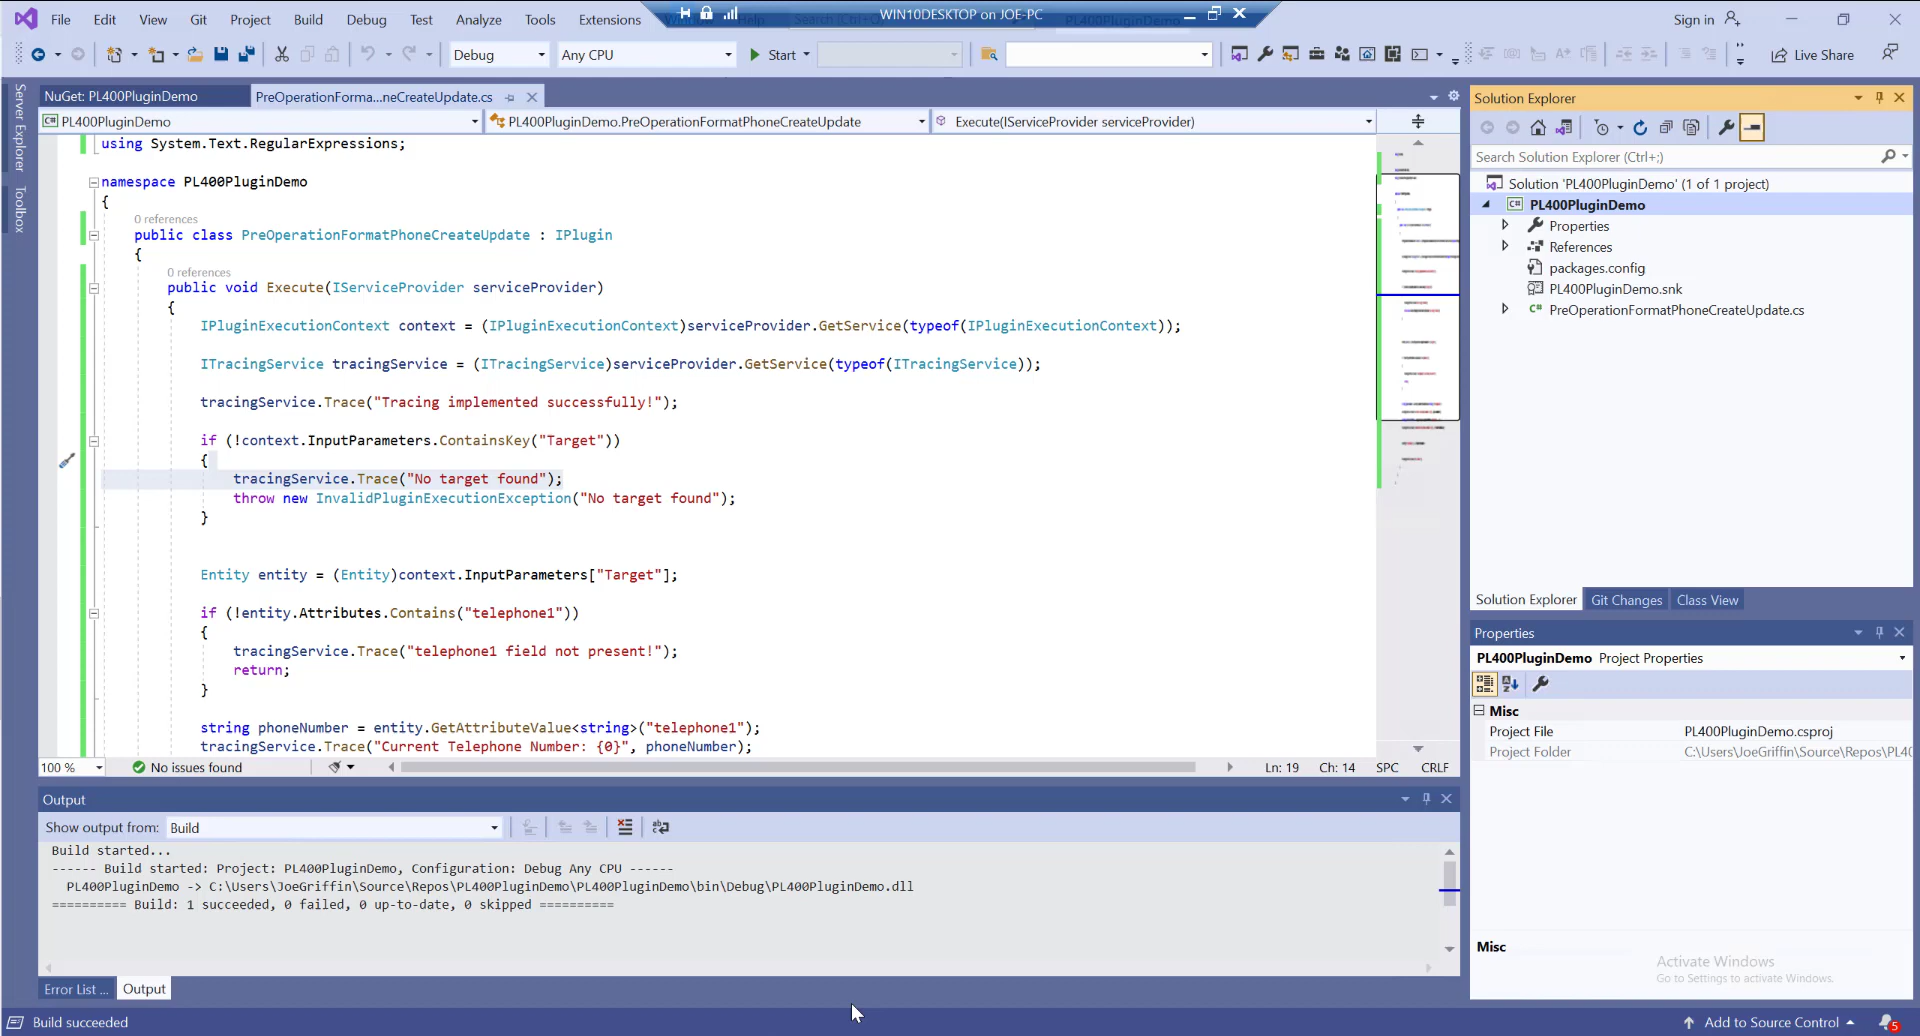 File Edit View Git Project Build Debug Test Analyze Tools Extensions
WIN10DESKTOP on JOE-PC
Sign in
Debug
Any CPU
Start
Live Share
Server Explorer
Toolbox
NuGet: PL400PluginDemo
PreOperationForma...neCreateUpdate.cs
PL400PluginDemo
PL400PluginDemo.PreOperationFormatPhoneCreateUpdate
Execute(IServiceProvider serviceProvider)
using System.Text.RegularExpressions;
namespace PL400PluginDemo
{
0 references
public class PreOperationFormatPhoneCreateUpdate : IPlugin
{
0 references
public void Execute(IServiceProvider serviceProvider)
{
IPluginExecutionContext context = (IPluginExecutionContext)serviceProvider.GetService(typeof(IPluginExecutionContext));
ITracingService tracingService = (ITracingService)serviceProvider.GetService(typeof(ITracingService));
tracingService.Trace("Tracing implemented successfully!");
if (!context.InputParameters.ContainsKey("Target"))
{
tracingService.Trace("No target found");
throw new InvalidPluginExecutionException("No target found");
}
Entity entity = (Entity)context.InputParameters["Target"];
if (!entity.Attributes.Contains("telephone1"))
{
tracingService.Trace("telephone1 field not present!");
return;
}
string phoneNumber = entity.GetAttributeValue<string>("telephone1");
tracingService.Trace("Current Telephone Number: {0}", phoneNumber);
100 %
No issues found
Ln: 19 Ch: 14 SPC CRLF
Output
Show output from: Build
Build started...
------ Build started: Project: PL400PluginDemo, Configuration: Debug Any CPU ------
PL400PluginDemo -> C:\Users\JoeGriffin\Source\Repos\PL400PluginDemo\PL400PluginDemo\bin\Debug\PL400PluginDemo.dll
========== Build: 1 succeeded, 0 failed, 0 up-to-date, 0 skipped ==========
Error List ...
Output
Build succeeded
Solution Explorer
Search Solution Explorer (Ctrl+;)
Solution 'PL400PluginDemo' (1 of 1 project)
PL400PluginDemo
Properties
References
packages.config
PL400PluginDemo.snk
PreOperationFormatPhoneCreateUpdate.cs
Solution Explorer
Git Changes
Class View
Properties
PL400PluginDemo Project Properties
Misc
Project File PL400PluginDemo.csproj
Project Folder C:\Users\JoeGriffin\Source\Repos\PL40
Misc
Activate Windows
Go to Settings to activate Windows.
Add to Source Control
5